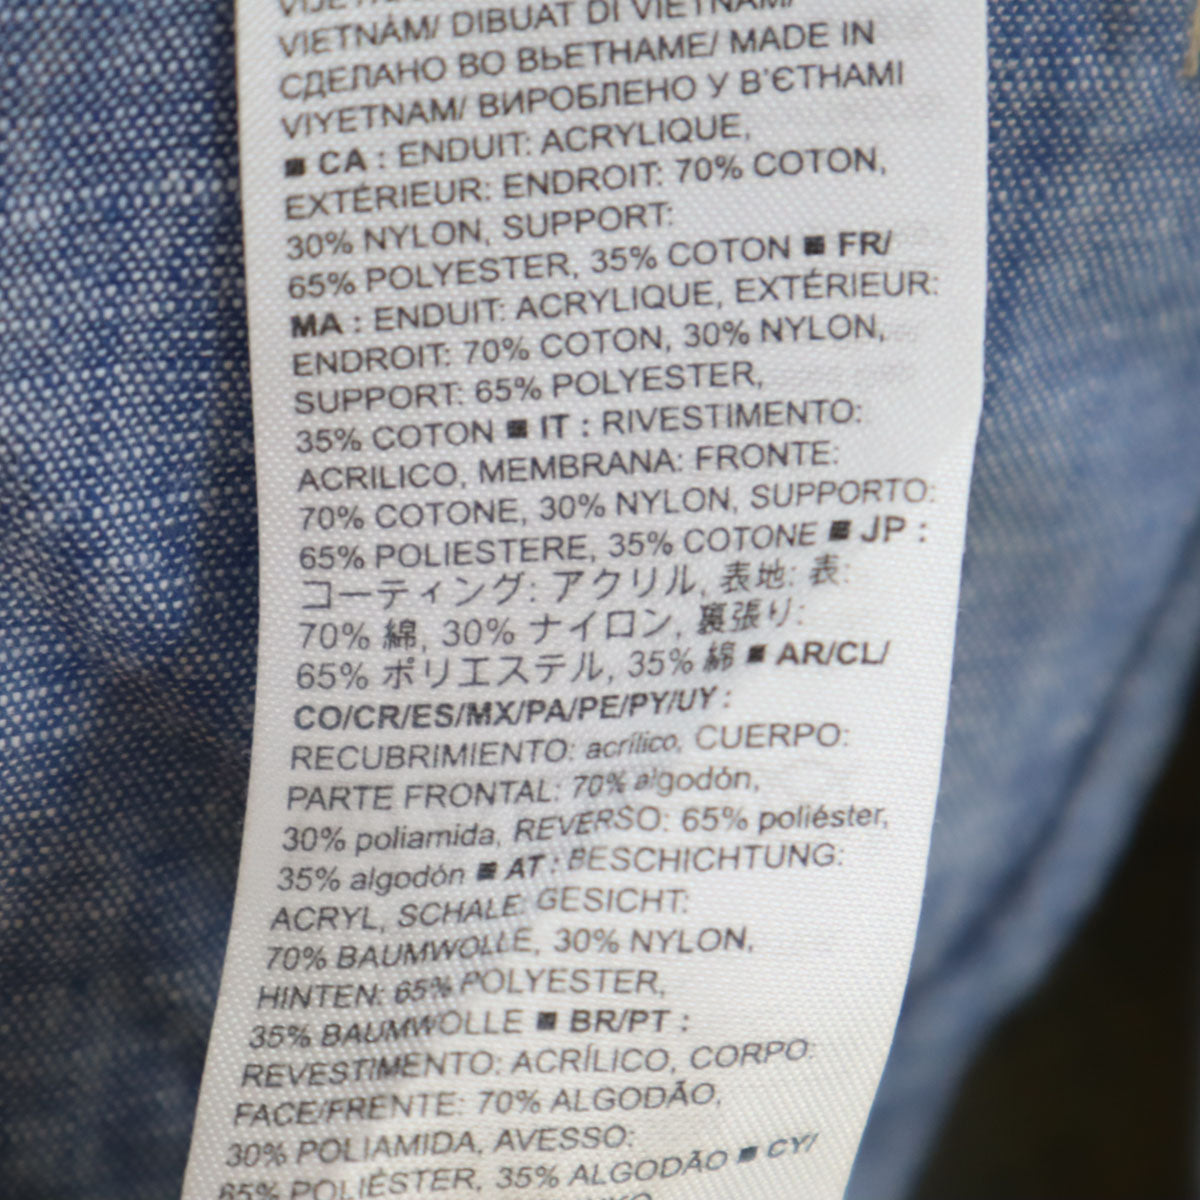 VIETNÀM/ DIBUAT DI VIETNAM/
СДЕЛАНО ВО ВЬЕТНАМЕ/ MADE IN
VIYETNAM/ ВИРОБЛЕНО У В'ЄТНАМІ
■ CA : ENDUIT: ACRYLIQUE,
EXTÉRIEUR: ENDROIT: 70% COTON,
30% NYLON, SUPPORT:
65% POLYESTER, 35% COTON ■ FR/
MA : ENDUIT: ACRYLIQUE, EXTÉRIEUR:
ENDROIT: 70% COTON, 30% NYLON,
SUPPORT: 65% POLYESTER,
35% COTON ■ IT : RIVESTIMENTO:
ACRILICO, MEMBRANA: FRONTE:
70% COTONE, 30% NYLON, SUPPORTO:
65% POLIESTERE, 35% COTONE ■ JP :
コーティング: アクリル, 表地: 表:
70% 綿, 30% ナイロン, 裏張り:
65% ポリエステル, 35% 綿 ■ AR/CL/
CO/CR/ES/MX/PA/PE/PY/UY :
RECUBRIMIENTO: acrílico, CUERPO:
PARTE FRONTAL: 70% algodón,
30% poliamida, REVERSO: 65% poliéster,
35% algodón ■ AT : BESCHICHTUNG:
ACRYL, SCHALE: GESICHT:
70% BAUMWOLLE, 30% NYLON,
HINTEN: 65% POLYESTER,
35% BAUMWOLLE ■ BR/PT :
REVESTIMENTO: ACRÍLICO, CORPO:
FACE/FRENTE: 70% ALGODÃO,
30% POLIAMIDA, AVESSO:
65% POLIÉSTER, 35% ALGODÃO ■ CY/